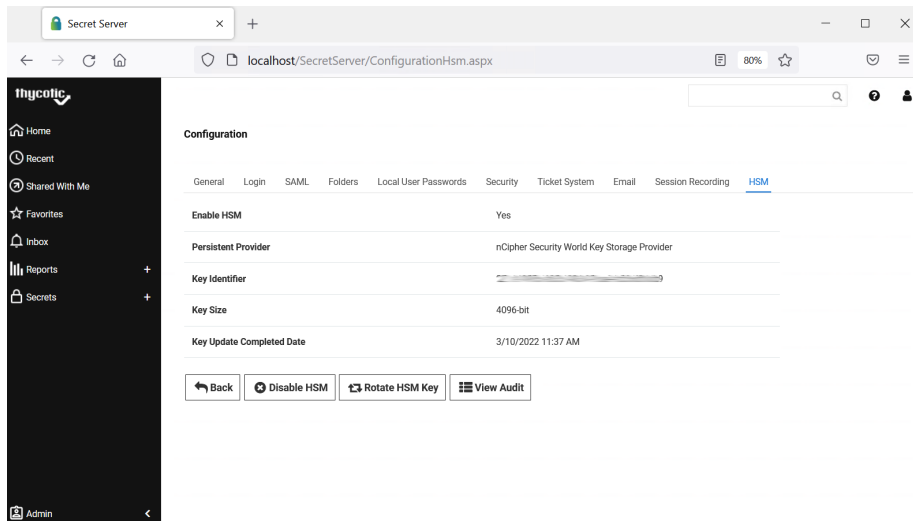 Secret Server
localhost/SecretServer/ConfigurationHsm.aspx
80%
thycotic
Home
Recent
Shared With Me
Favorites
Inbox
Reports
Secrets
Admin
Configuration
General Login SAML Folders Local User Passwords Security Ticket System Email Session Recording HSM
Enable HSM Yes
Persistent Provider nCipher Security World Key Storage Provider
Key Identifier
Key Size 4096-bit
Key Update Completed Date 3/10/2022 11:37 AM
Back Disable HSM Rotate HSM Key View Audit